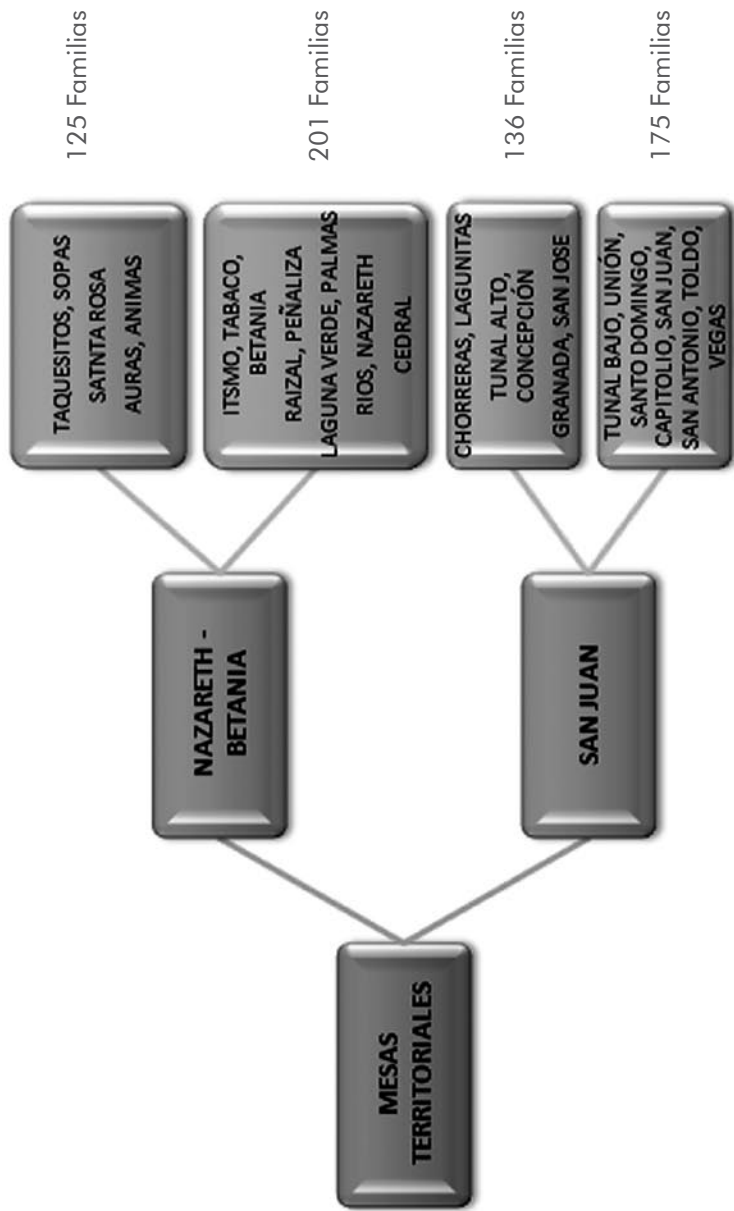 MESAS
TERRITORIALES
NAZARETH -
BETANIA
TAQUESITOS, SOPAS
SATNTA ROSA
AURAS, ANIMAS
125 Familias
ITSMO, TABACO,
BETANIA
RAIZAL, PEÑALIZA
LAGUNA VERDE, PALMAS
RIOS, NAZARETH
CEDRAL
201 Familias
SAN JUAN
CHORRERAS, LAGUNITAS
TUNAL ALTO,
CONCEPCIÓN
GRANADA, SAN JOSE
136 Familias
TUNAL BAJO, UNIÓN,
SANTO DOMINGO,
CAPITOLIO, SAN JUAN,
SAN ANTONIO, TOLDO,
VEGAS
175 Familias